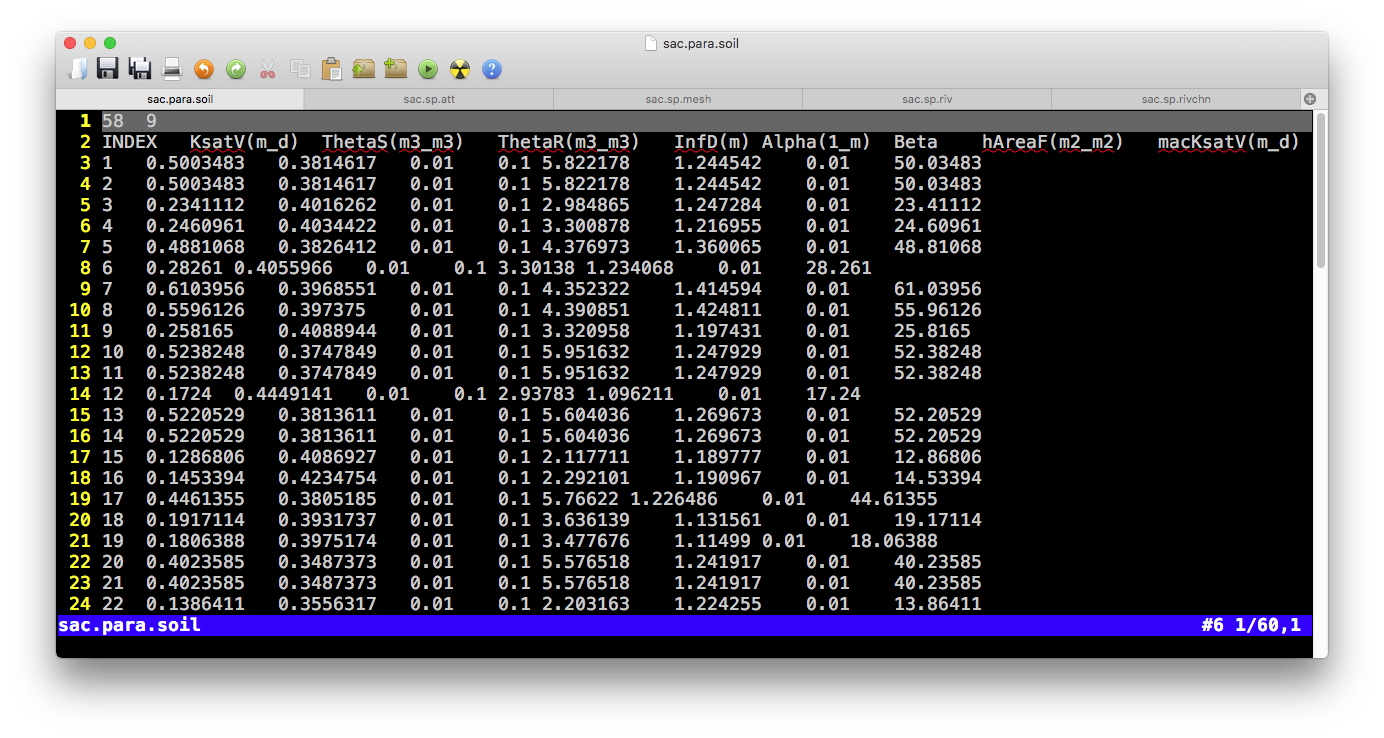 sac.para.soil
sac.para.soil sac.sp.att sac.sp.mesh sac.sp.riv sac.sp.rivchn
1 58 9
2 INDEX KsatV(m_d) ThetaS(m3_m3) ThetaR(m3_m3) InfD(m) Alpha(1_m) Beta hAreaF(m2_m2) macKsatV(m_d)
3 1 0.5003483 0.3814617 0.01 0.1 5.822178 1.244542 0.01 50.03483
4 2 0.5003483 0.3814617 0.01 0.1 5.822178 1.244542 0.01 50.03483
5 3 0.2341112 0.4016262 0.01 0.1 2.984865 1.247284 0.01 23.41112
6 4 0.2460961 0.4034422 0.01 0.1 3.300878 1.216955 0.01 24.60961
7 5 0.4881068 0.3826412 0.01 0.1 4.376973 1.360065 0.01 48.81068
8 6 0.28261 0.4055966 0.01 0.1 3.30138 1.234068 0.01 28.261
9 7 0.6103956 0.3968551 0.01 0.1 4.352322 1.414594 0.01 61.03956
10 8 0.5596126 0.397375 0.01 0.1 4.390851 1.424811 0.01 55.96126
11 9 0.258165 0.4088944 0.01 0.1 3.320958 1.197431 0.01 25.8165
12 10 0.5238248 0.3747849 0.01 0.1 5.951632 1.247929 0.01 52.38248
13 11 0.5238248 0.3747849 0.01 0.1 5.951632 1.247929 0.01 52.38248
14 12 0.1724 0.4449141 0.01 0.1 2.93783 1.096211 0.01 17.24
15 13 0.5220529 0.3813611 0.01 0.1 5.604036 1.269673 0.01 52.20529
16 14 0.5220529 0.3813611 0.01 0.1 5.604036 1.269673 0.01 52.20529
17 15 0.1286806 0.4086927 0.01 0.1 2.117711 1.189777 0.01 12.86806
18 16 0.1453394 0.4234754 0.01 0.1 2.292101 1.190967 0.01 14.53394
19 17 0.4461355 0.3805185 0.01 0.1 5.76622 1.226486 0.01 44.61355
20 18 0.1917114 0.3931737 0.01 0.1 3.636139 1.131561 0.01 19.17114
21 19 0.1806388 0.3975174 0.01 0.1 3.477676 1.11499 0.01 18.06388
22 20 0.4023585 0.3487373 0.01 0.1 5.576518 1.241917 0.01 40.23585
23 21 0.4023585 0.3487373 0.01 0.1 5.576518 1.241917 0.01 40.23585
24 22 0.1386411 0.3556317 0.01 0.1 2.203163 1.224255 0.01 13.86411
sac.para.soil #6 1/60,1